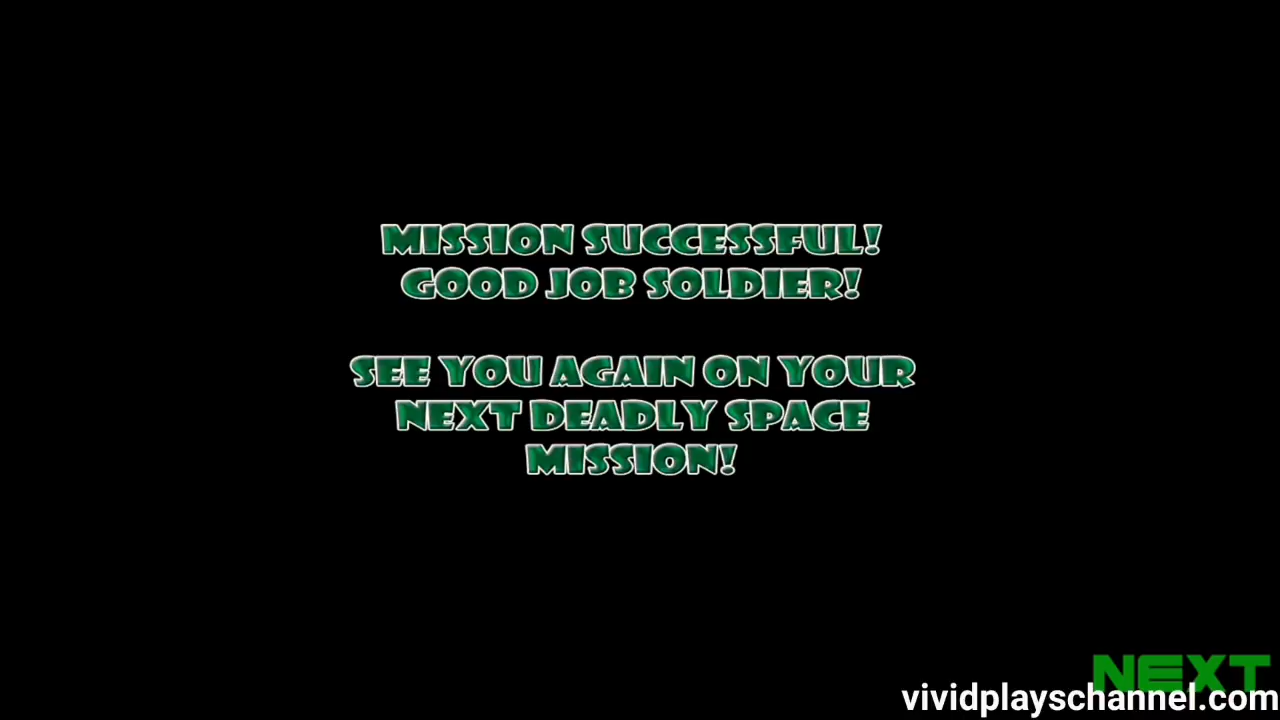 MISSION SUCCESSFUL!
GOOD JOB SOLDIER!
SEE YOU AGAIN ON YOUR
NEXT DEADLY SPACE
MISSION!
NEXT
vividplayschannel.com